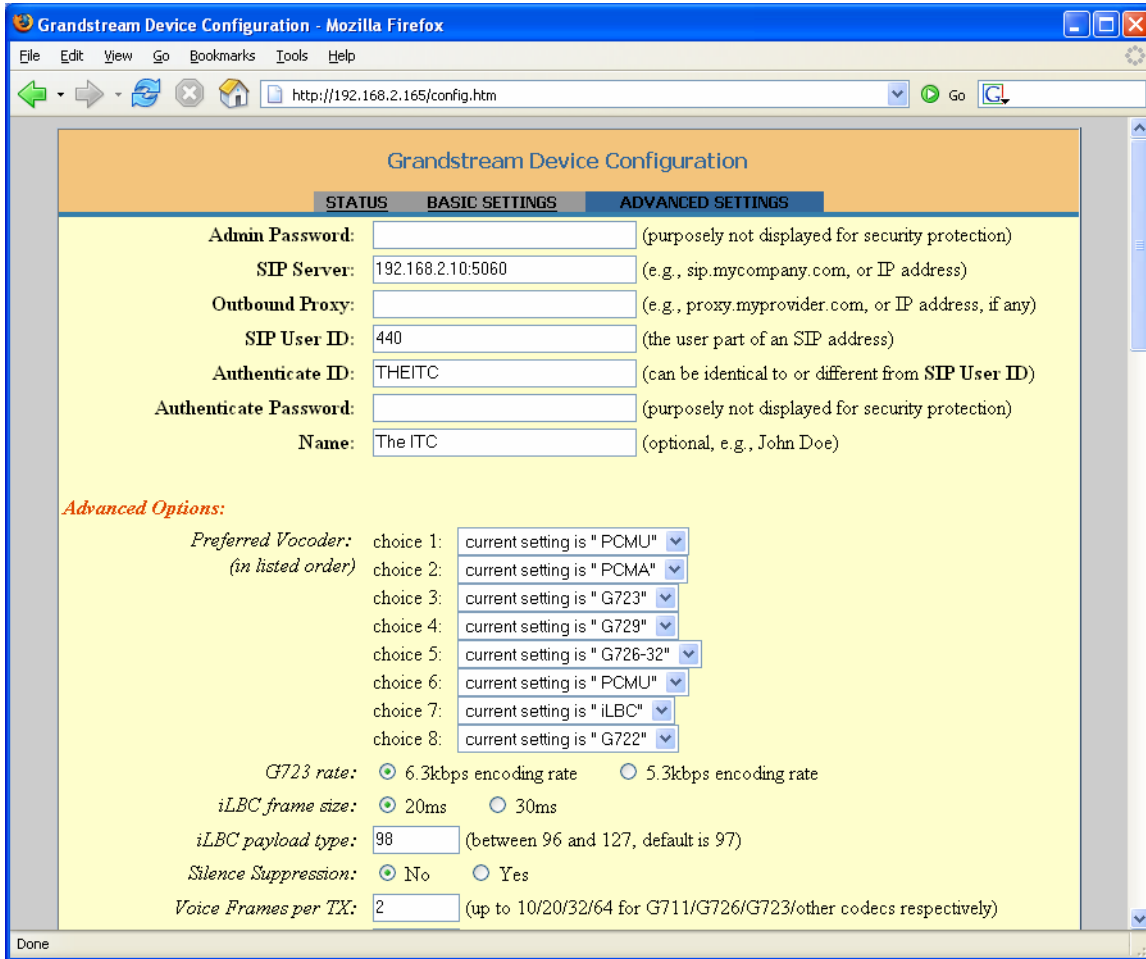 Grandstream Device Configuration - Mozilla Firefox
File Edit View Go Bookmarks Tools Help
http://192.168.2.165/config.htm Go G
Grandstream Device Configuration
STATUS BASIC SETTINGS ADVANCED SETTINGS
Admin Password: (purposely not displayed for security protection)
SIP Server: 192.168.2.10:5060 (e.g., sip.mycompany.com, or IP address)
Outbound Proxy: (e.g., proxy.myprovider.com, or IP address, if any)
SIP User ID: 440 (the user part of an SIP address)
Authenticate ID: THEITC (can be identical to or different from SIP User ID)
Authenticate Password: (purposely not displayed for security protection)
Name: The ITC (optional, e.g., John Doe)
Advanced Options:
Preferred Vocoder: choice 1: current setting is " PCMU"
(in listed order) choice 2: current setting is " PCMA"
choice 3: current setting is " G723"
choice 4: current setting is " G729"
choice 5: current setting is " G726-32"
choice 6: current setting is " PCMU"
choice 7: current setting is " iLBC"
choice 8: current setting is " G722"
G723 rate: 6.3kbps encoding rate 5.3kbps encoding rate
iLBC frame size: 20ms 30ms
iLBC payload type: 98 (between 96 and 127, default is 97)
Silence Suppression: No Yes
Voice Frames per TX: 2 (up to 10/20/32/64 for G711/G726/G723/other codecs respectively)
Done